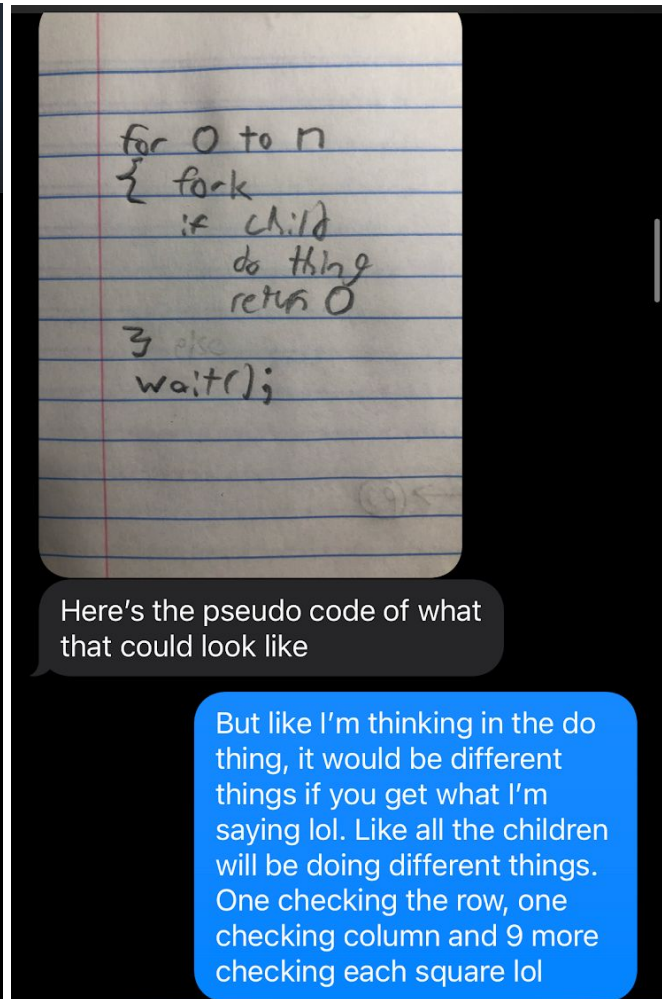 for 0 to n
{ fork
if child
do thing
return 0
} else
wait();
Here's the pseudo code of what
that could look like
But like I'm thinking in the do
thing, it would be different
things if you get what I'm
saying lol. Like all the children
will be doing different things.
One checking the row, one
checking column and 9 more
checking each square lol